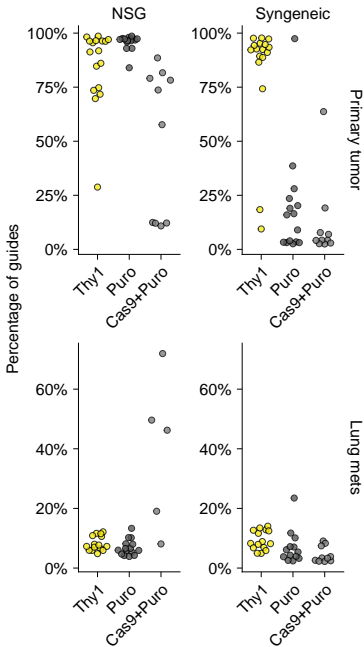 NSG
Syngeneic
100%
75%
50%
25%
0%
100%
75%
50%
25%
0%
Primary tumor
Thy1
Puro
Cas9+Puro
Thy1
Puro
Cas9+Puro
Percentage of guides
60%
40%
20%
0%
60%
40%
20%
0%
Lung mets
Thy1
Puro
Cas9+Puro
Thy1
Puro
Cas9+Puro